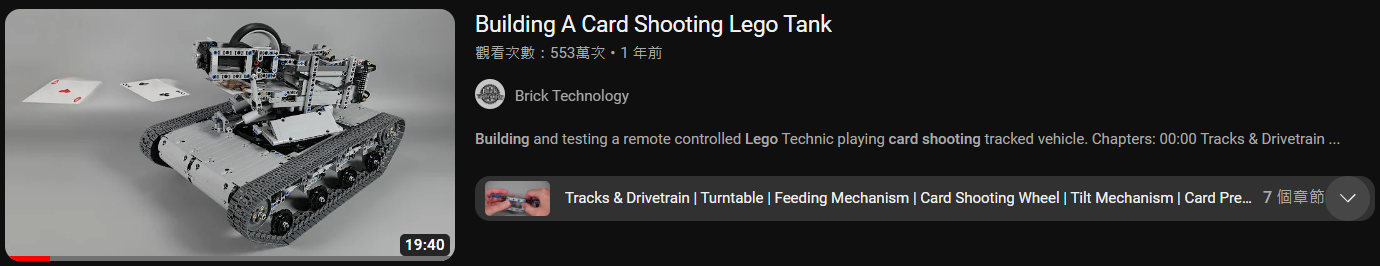 Building A Card Shooting Lego Tank
觀看次數：553萬次・1 年前
Brick Technology
Building and testing a remote controlled Lego Technic playing card shooting tracked vehicle. Chapters: 00:00 Tracks & Drivetrain ...
Tracks & Drivetrain | Turntable | Feeding Mechanism | Card Shooting Wheel | Tilt Mechanism | Card Pre... 7 個章節
19:40